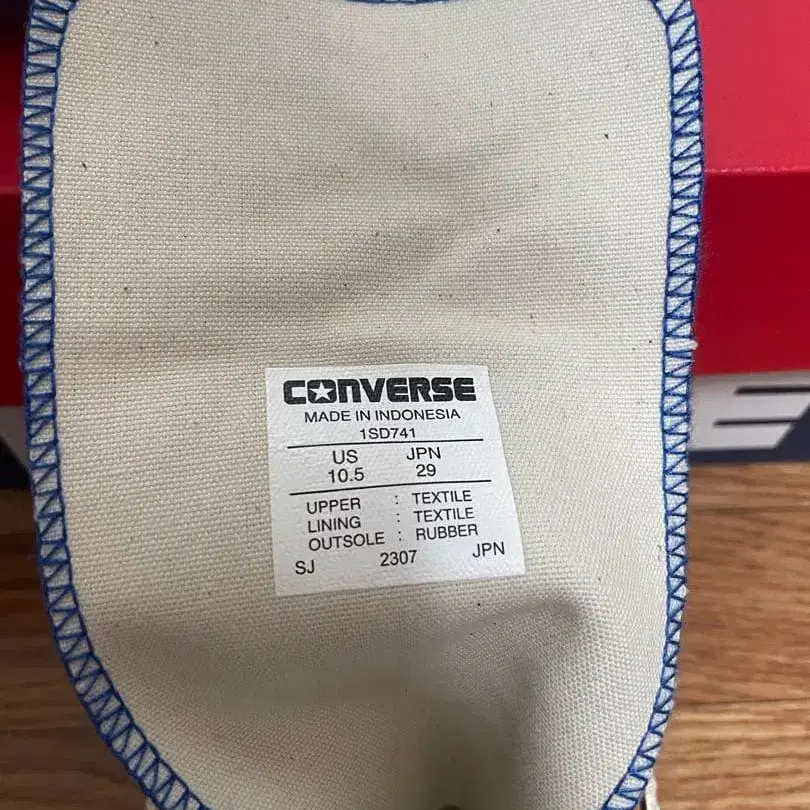 CONVERSE
MADE IN INDONESIA
1SD741
US JPN
10.5 29
UPPER : TEXTILE
LINING : TEXTILE
OUTSOLE : RUBBER
SJ 2307 JPN
E